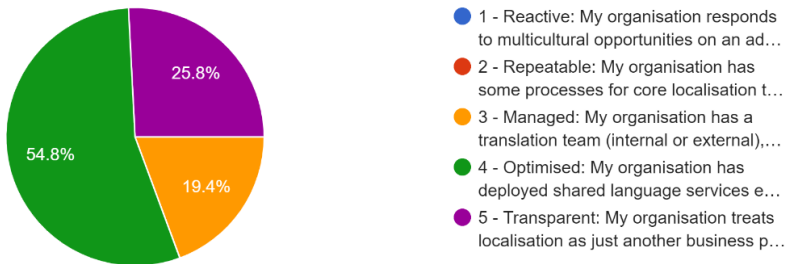 25.8%
54.8%
19.4%
1 - Reactive: My organisation responds
to multicultural opportunities on an ad…
2 - Repeatable: My organisation has
some processes for core localisation t…
3 - Managed: My organisation has a
translation team (internal or external),…
4 - Optimised: My organisation has
deployed shared language services e…
5 - Transparent: My organisation treats
localisation as just another business p…